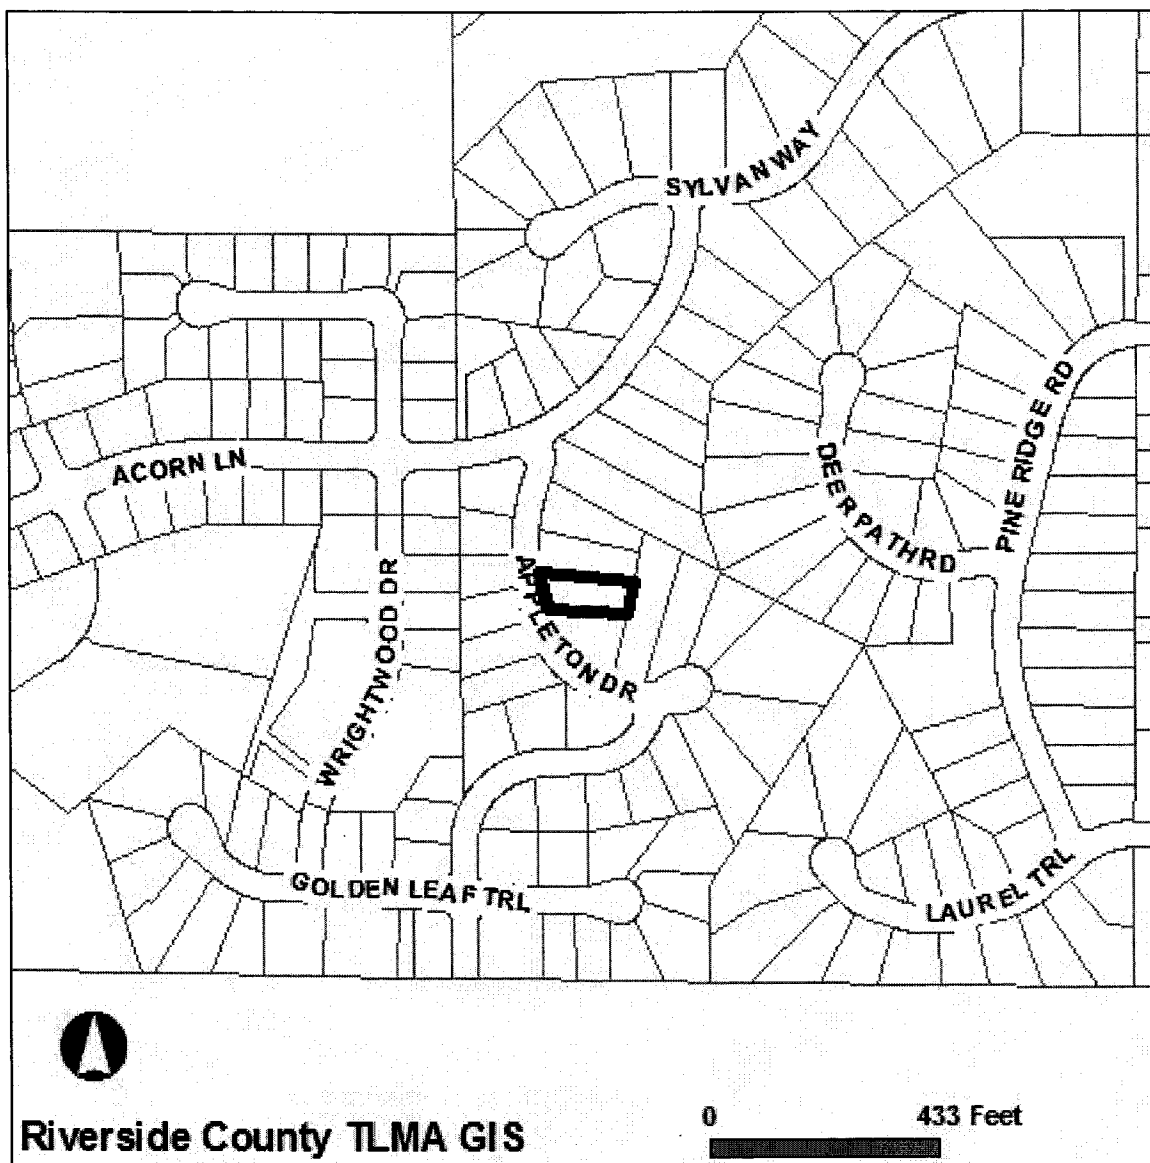 SYLVAN WAY
PINE RIDGE RD
ACORN LN
DEER PATH RD
APPLETON DR
WRIGHTWOOD DR
GOLDEN LEAF TRL
LAUREL TRL
0 433 Feet
Riverside County TLMA GIS